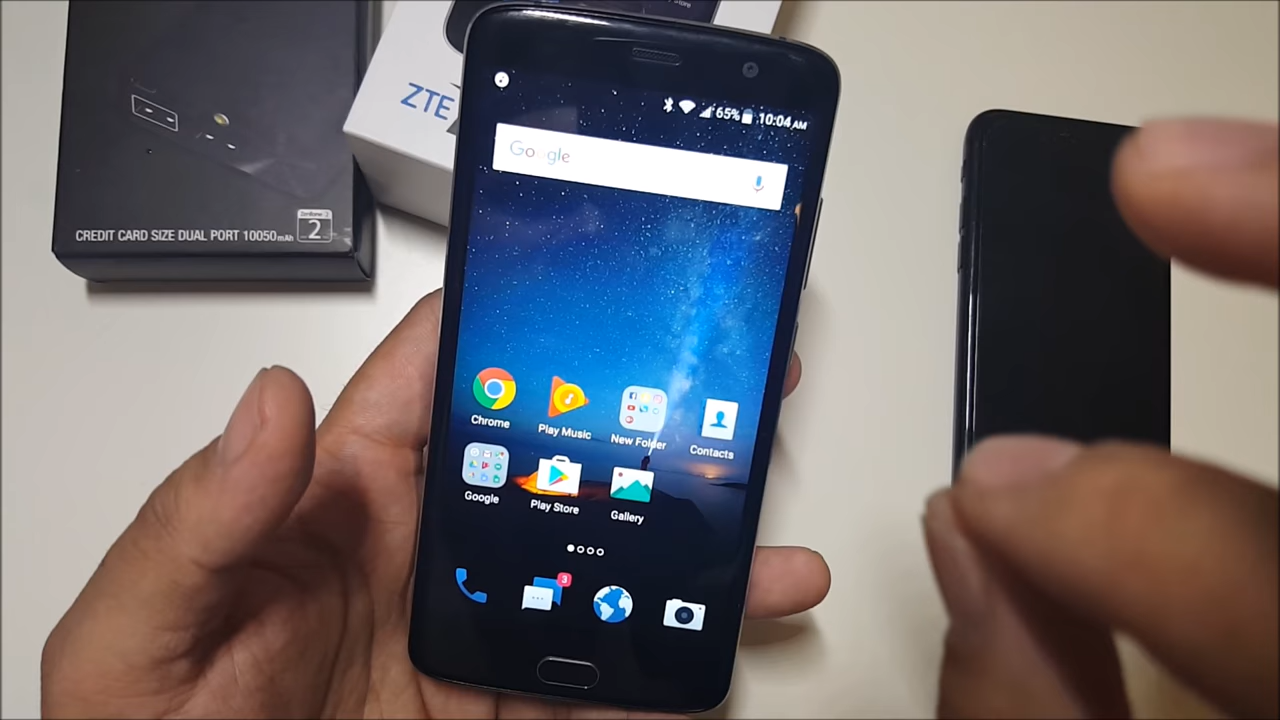 Store
ZTE
CREDIT CARD SIZE DUAL PORT 10050mAh
2
65% 10:04 AM
Google
Chrome
Play Music
New Folder
Contacts
Google
Play Store
Gallery
3